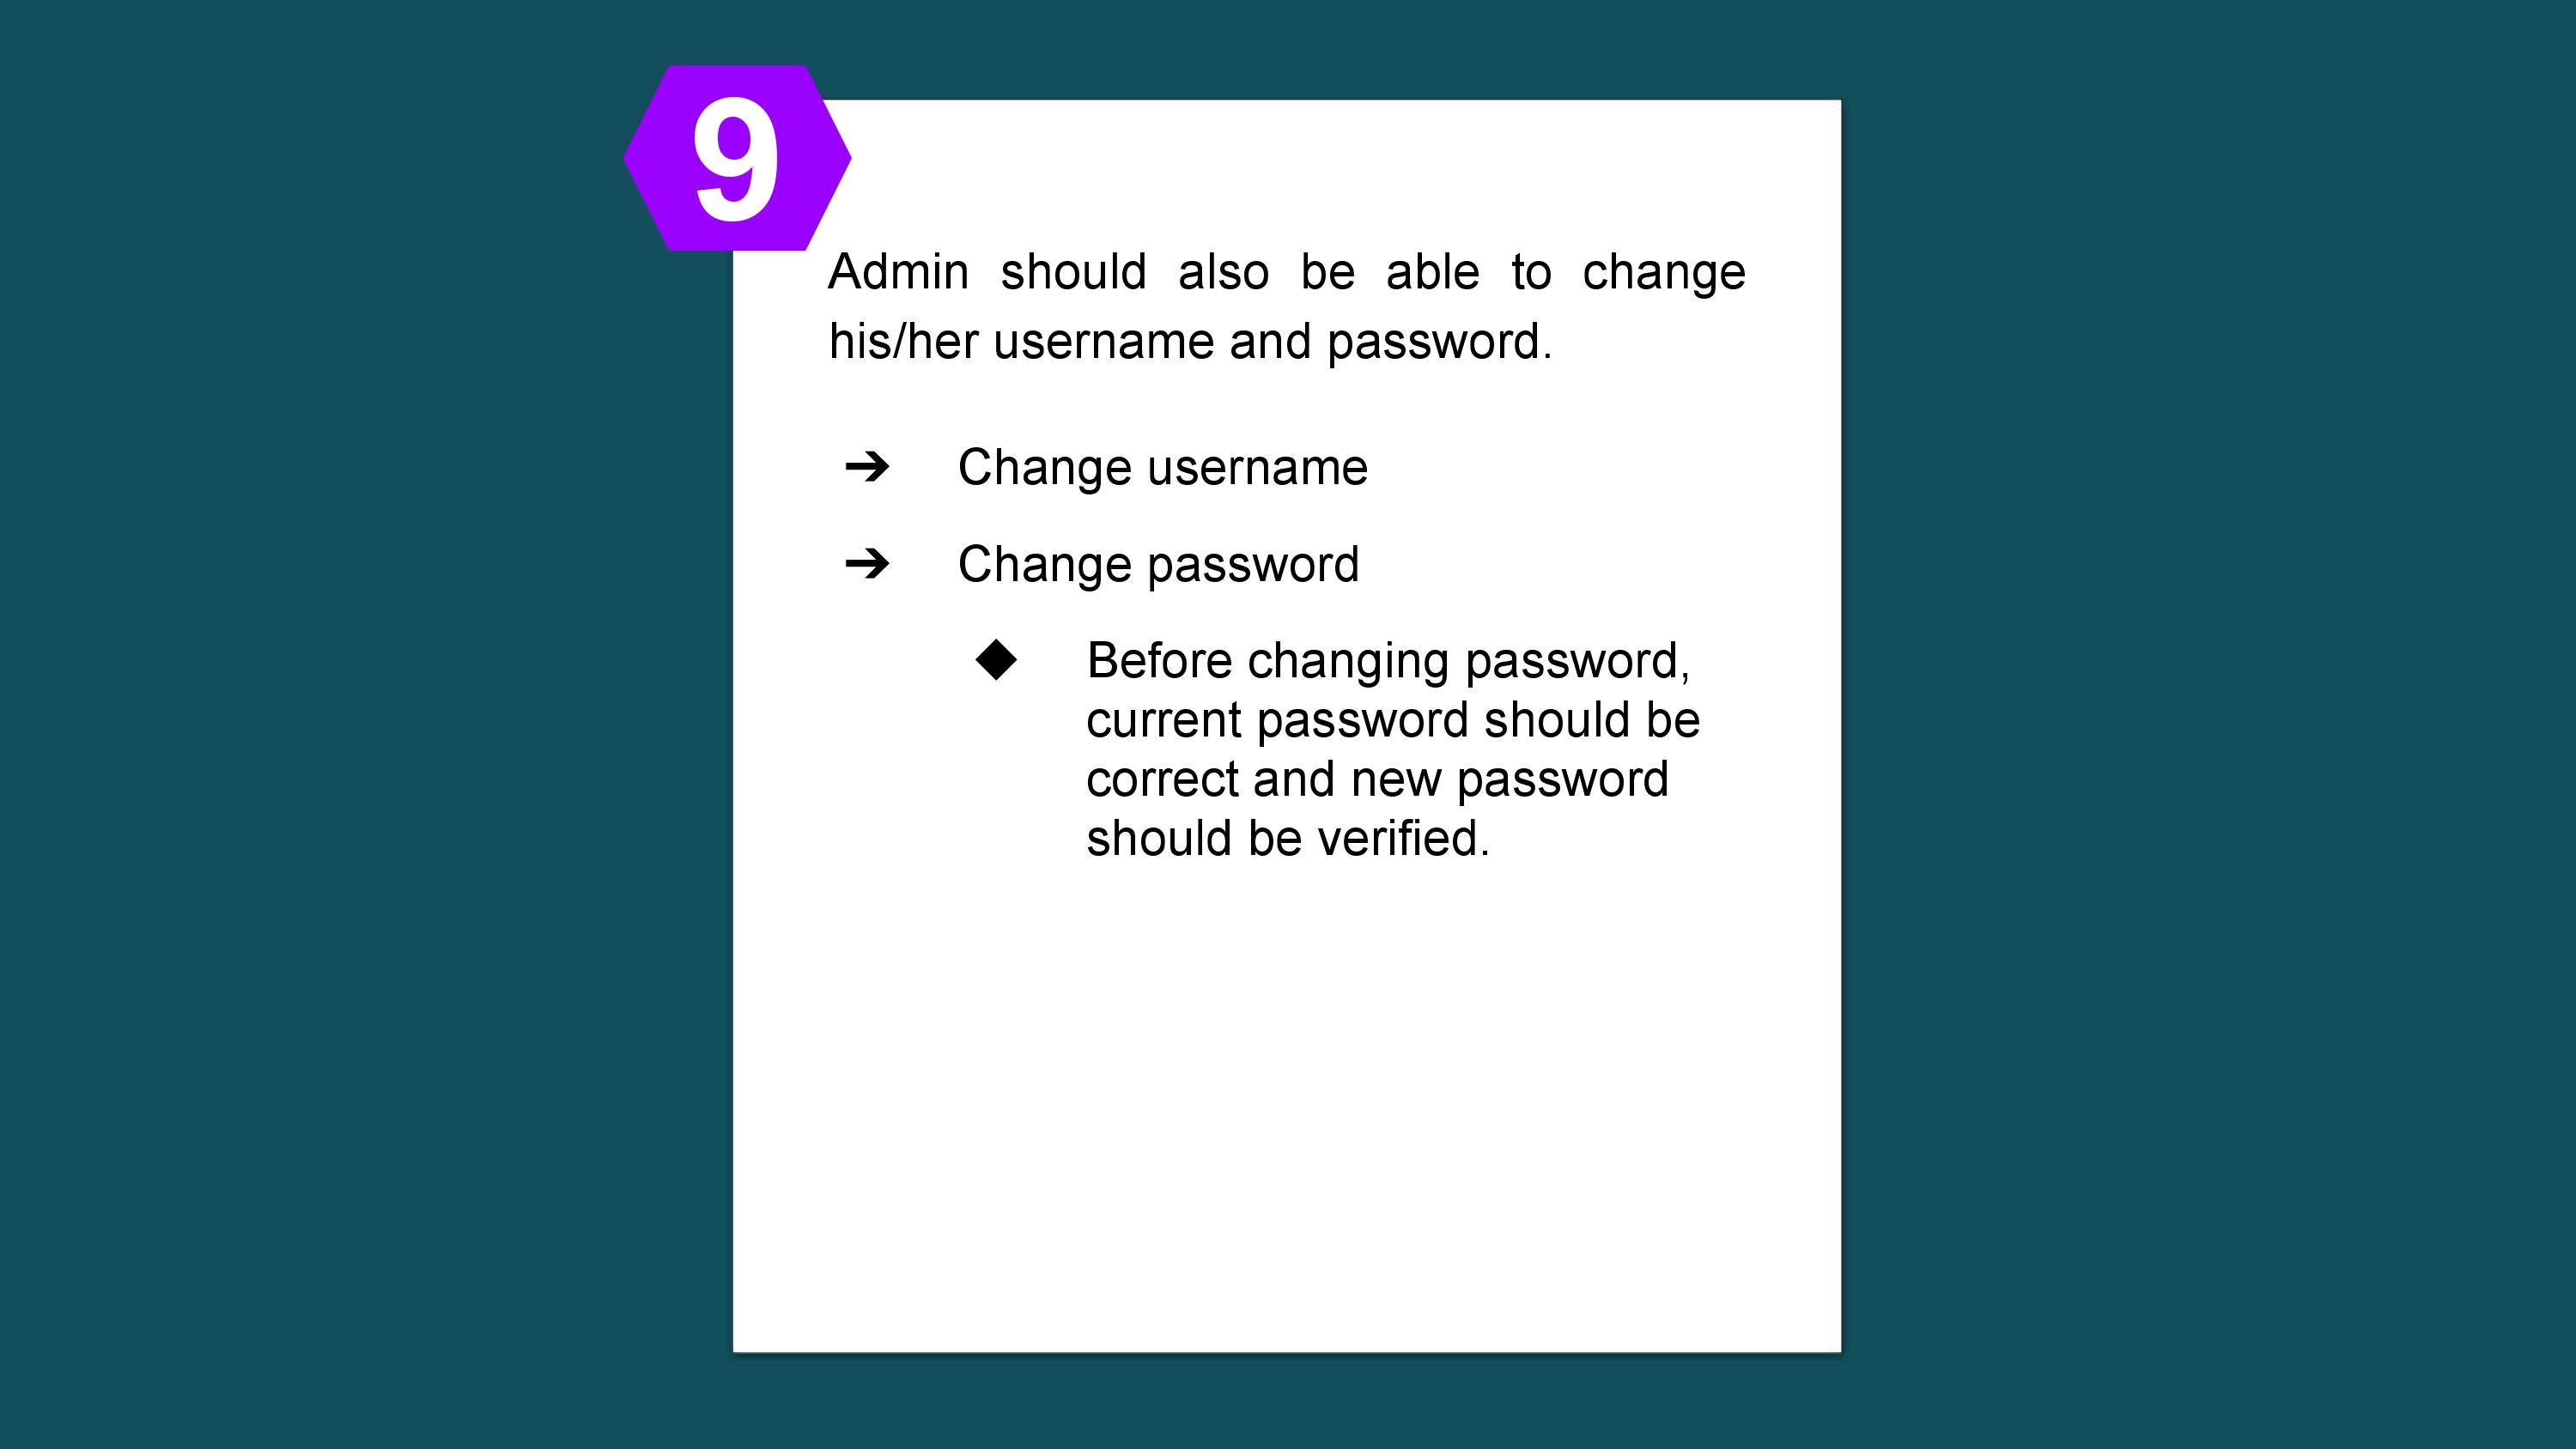 9
Admin should also be able to change
his/her username and password.
➔ Change username
➔ Change password
◆ Before changing password,
current password should be
correct and new password
should be verified.